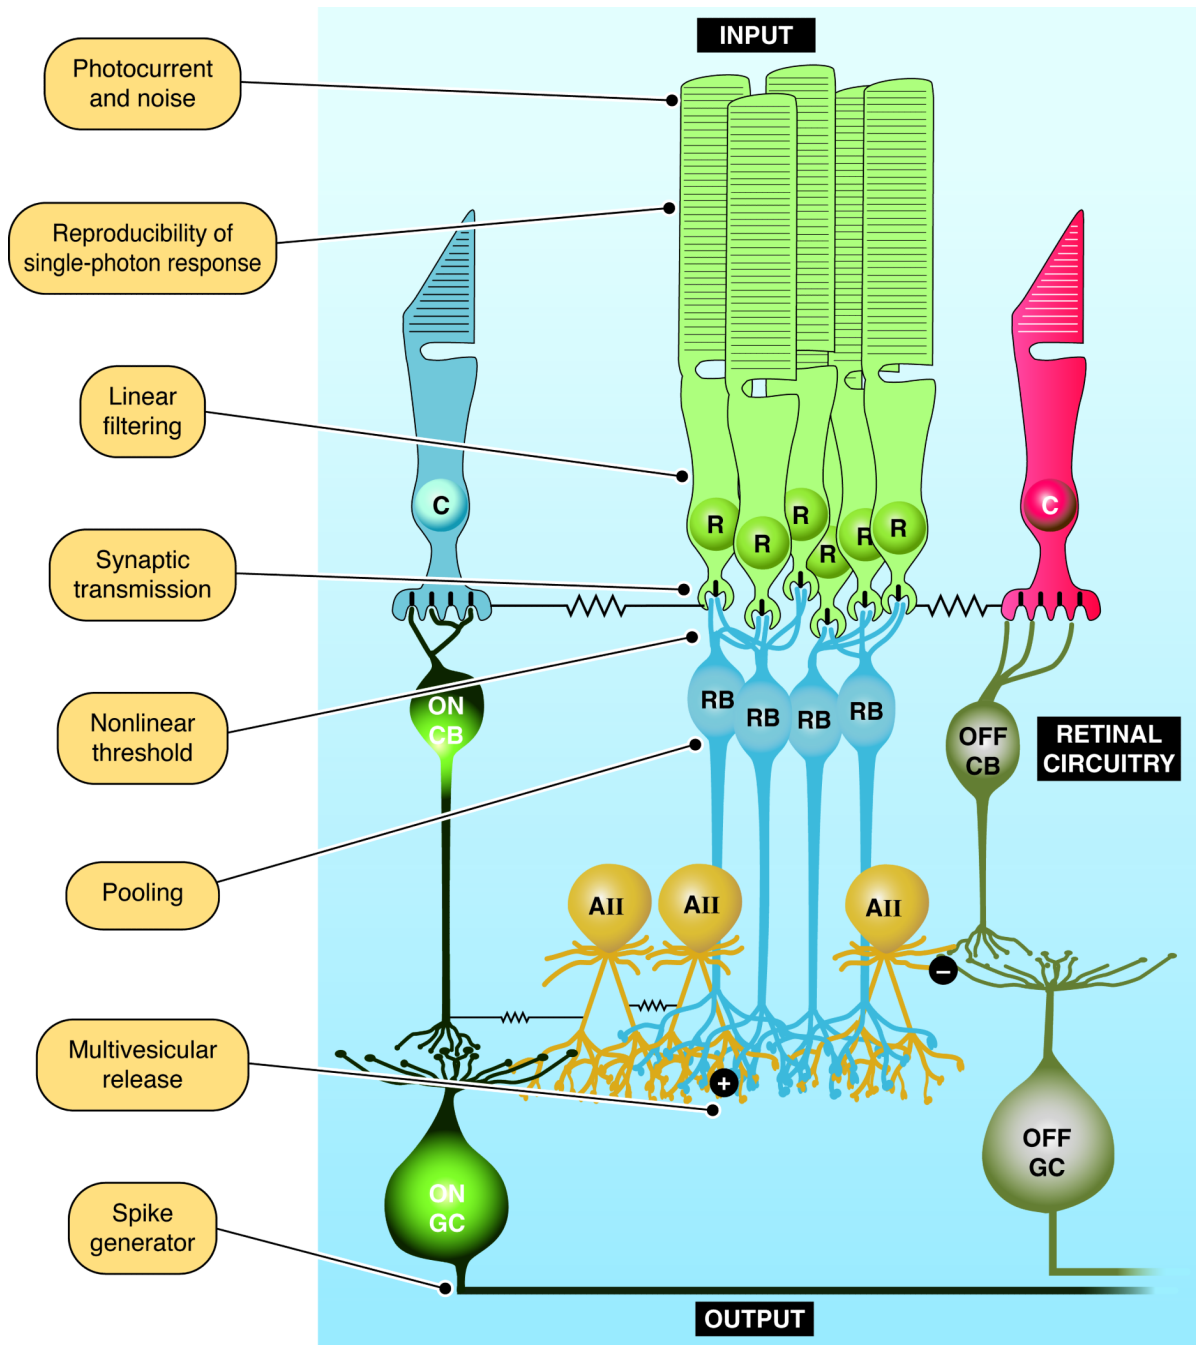 INPUT
Photocurrent
and noise
Reproducibility of
single-photon response
Linear
filtering
C
R
R
R
R
R
R
C
Synaptic
transmission
Nonlinear
threshold
ON
CB
RB
RB
RB
RB
OFF
CB
RETINAL
CIRCUITRY
Pooling
AII
AII
AII
−
Multivesicular
release
+
ON
GC
OFF
GC
Spike
generator
OUTPUT